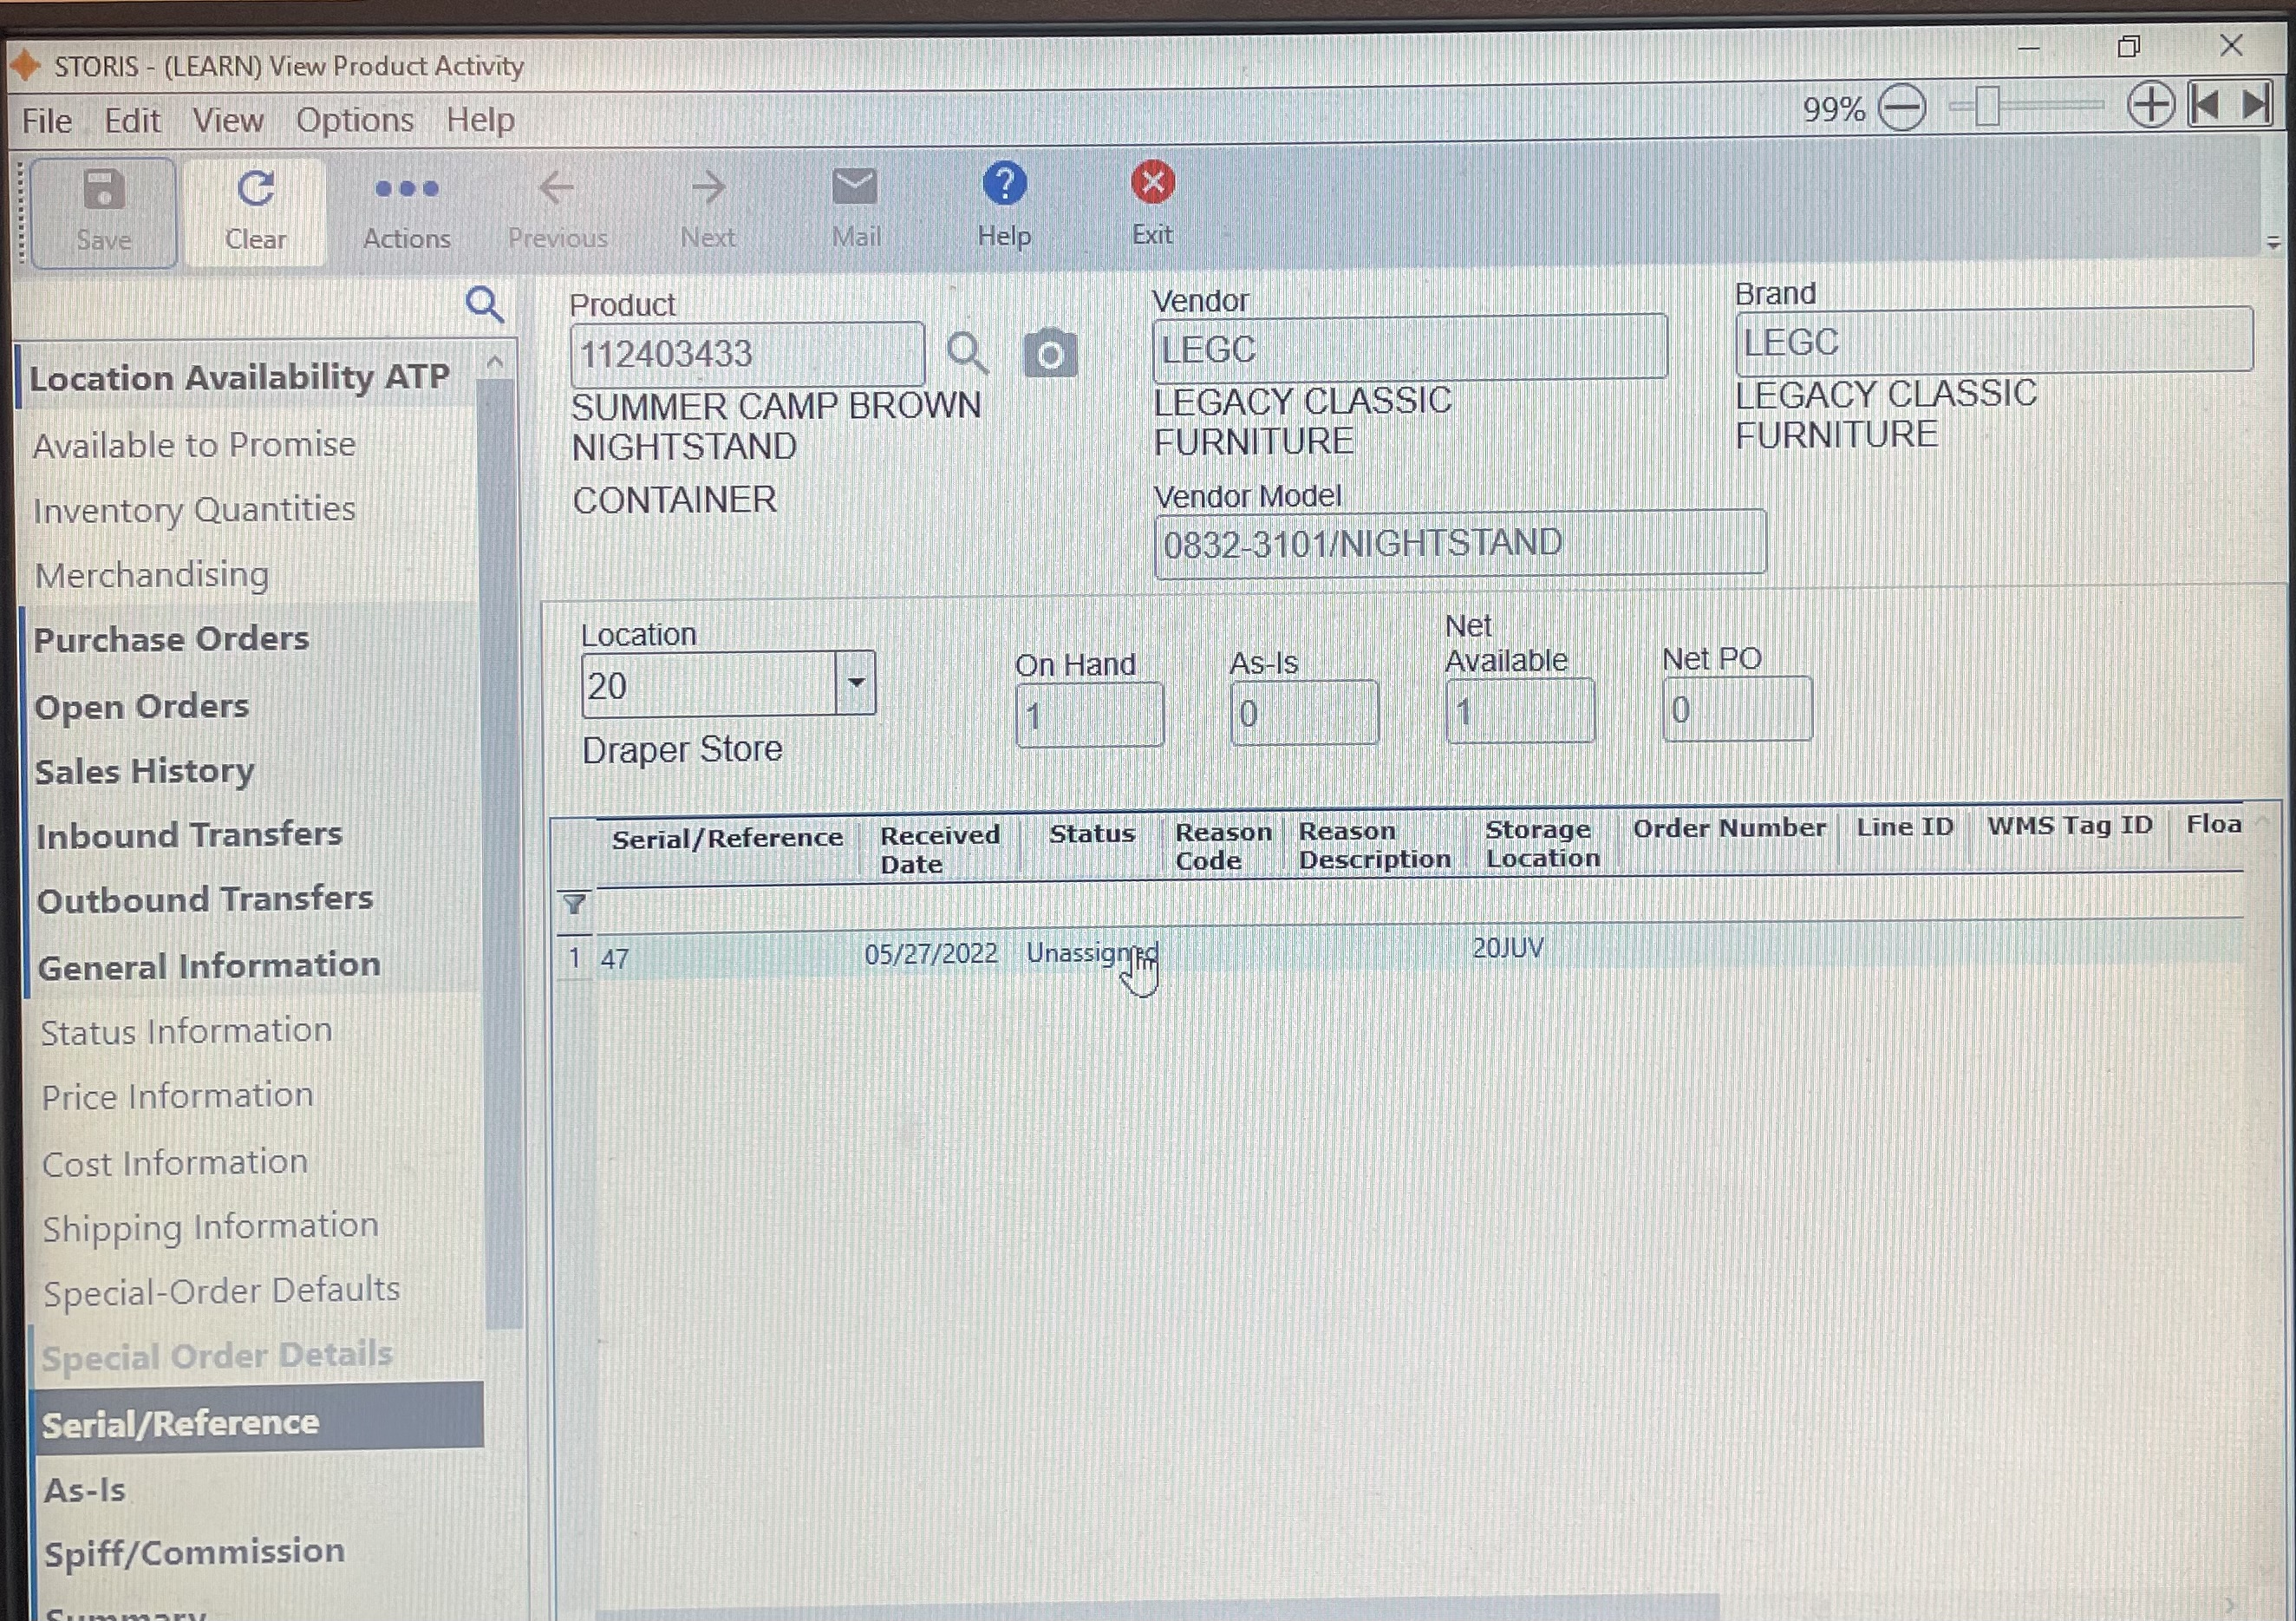 STORIS - (LEARN) View Product Activity
File Edit View Options Help
99%
Save Clear Actions Previous Next Mail Help Exit
Location Availability ATP
Available to Promise
Inventory Quantities
Merchandising
Purchase Orders
Open Orders
Sales History
Inbound Transfers
Outbound Transfers
General Information
Status Information
Price Information
Cost Information
Shipping Information
Special-Order Defaults
Special Order Details
Serial/Reference
As-Is
Spiff/Commission
Summary
Product
112403433
SUMMER CAMP BROWN
NIGHTSTAND
CONTAINER
Vendor
LEGC
LEGACY CLASSIC
FURNITURE
Vendor Model
0832-3101/NIGHTSTAND
Brand
LEGC
LEGACY CLASSIC
FURNITURE
Location
20
Draper Store
On Hand
1
As-Is
0
Net
Available
1
Net PO
0
Serial/Reference
Received
Date
Status
Reason
Code
Reason
Description
Storage
Location
Order Number
Line ID
WMS Tag ID
Floa
1 47 05/27/2022 Unassigned 20JUV